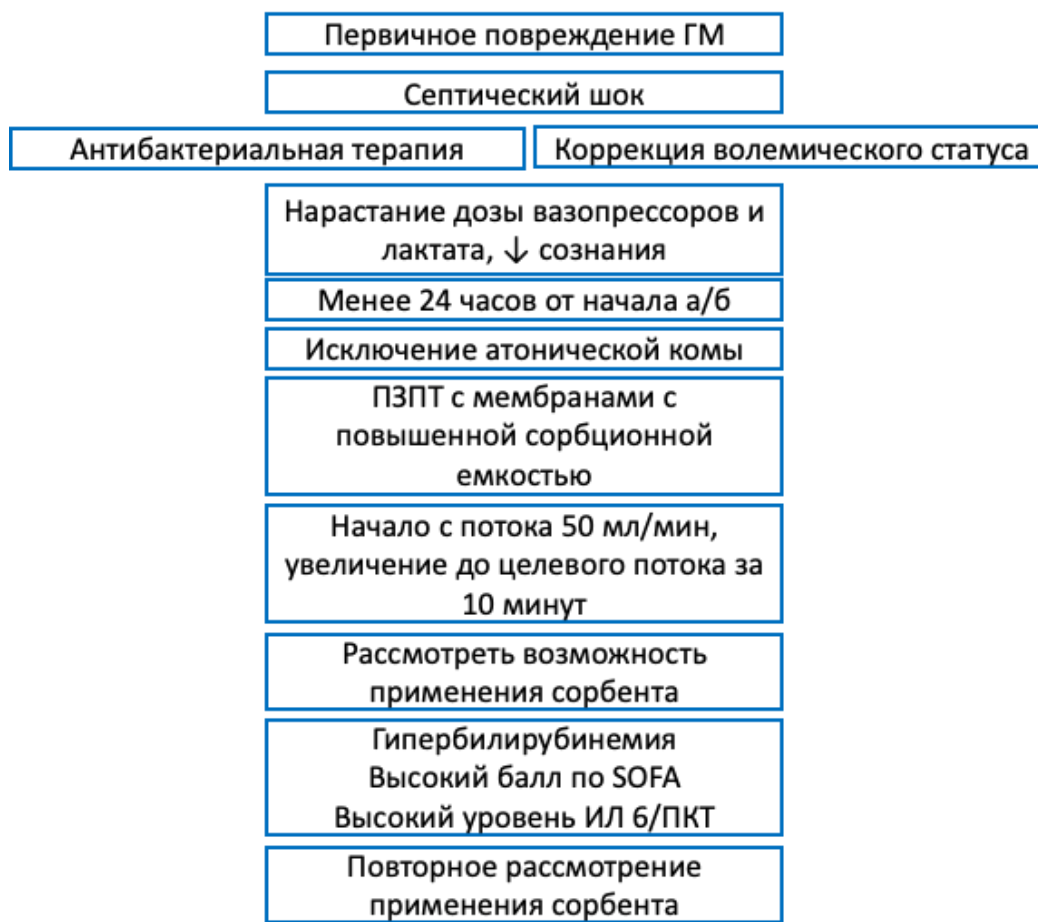 Первичное повреждение ГМ
Септический шок
Антибактериальная терапия
Коррекция волемического статуса
Нарастание дозы вазопрессоров и
лактата, ↓ сознания
Менее 24 часов от начала а/б
Исключение атонической комы
ПЗПТ с мембранами с
повышенной сорбционной
емкостью
Начало с потока 50 мл/мин,
увеличение до целевого потока за
10 минут
Рассмотреть возможность
применения сорбента
Гипербилирубинемия
Высокий балл по SOFA
Высокий уровень ИЛ 6/ПКТ
Повторное рассмотрение
применения сорбента